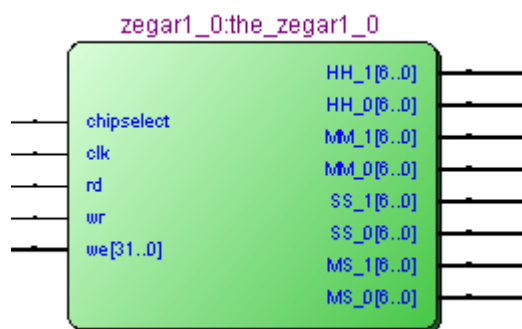 zegar1_0:the_zegar1_0
chipselect
clk
rd
wr
we[31..0]
HH_1[6..0]
HH_0[6..0]
MM_1[6..0]
MM_0[6..0]
SS_1[6..0]
SS_0[6..0]
MS_1[6..0]
MS_0[6..0]